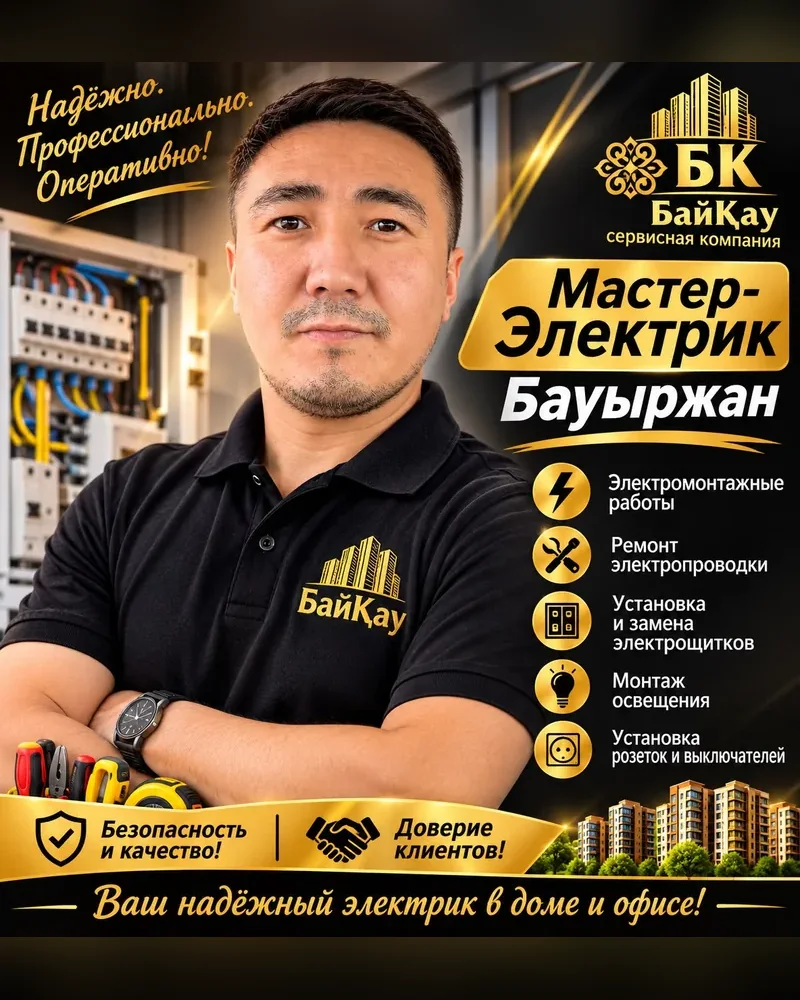 Надёжно.
Профессионально.
Оперативно!
БК
БайҚау
сервисная компания
Мастер-
Электрик
Бауыржан
Электромонтажные
работы
Ремонт
электропроводки
Установка
и замена
электрощитков
Монтаж
освещения
Установка
розеток и выключателей
БайҚау
Безопасность
и качество!
Доверие
клиентов!
Ваш надёжный электрик в доме и офисе!